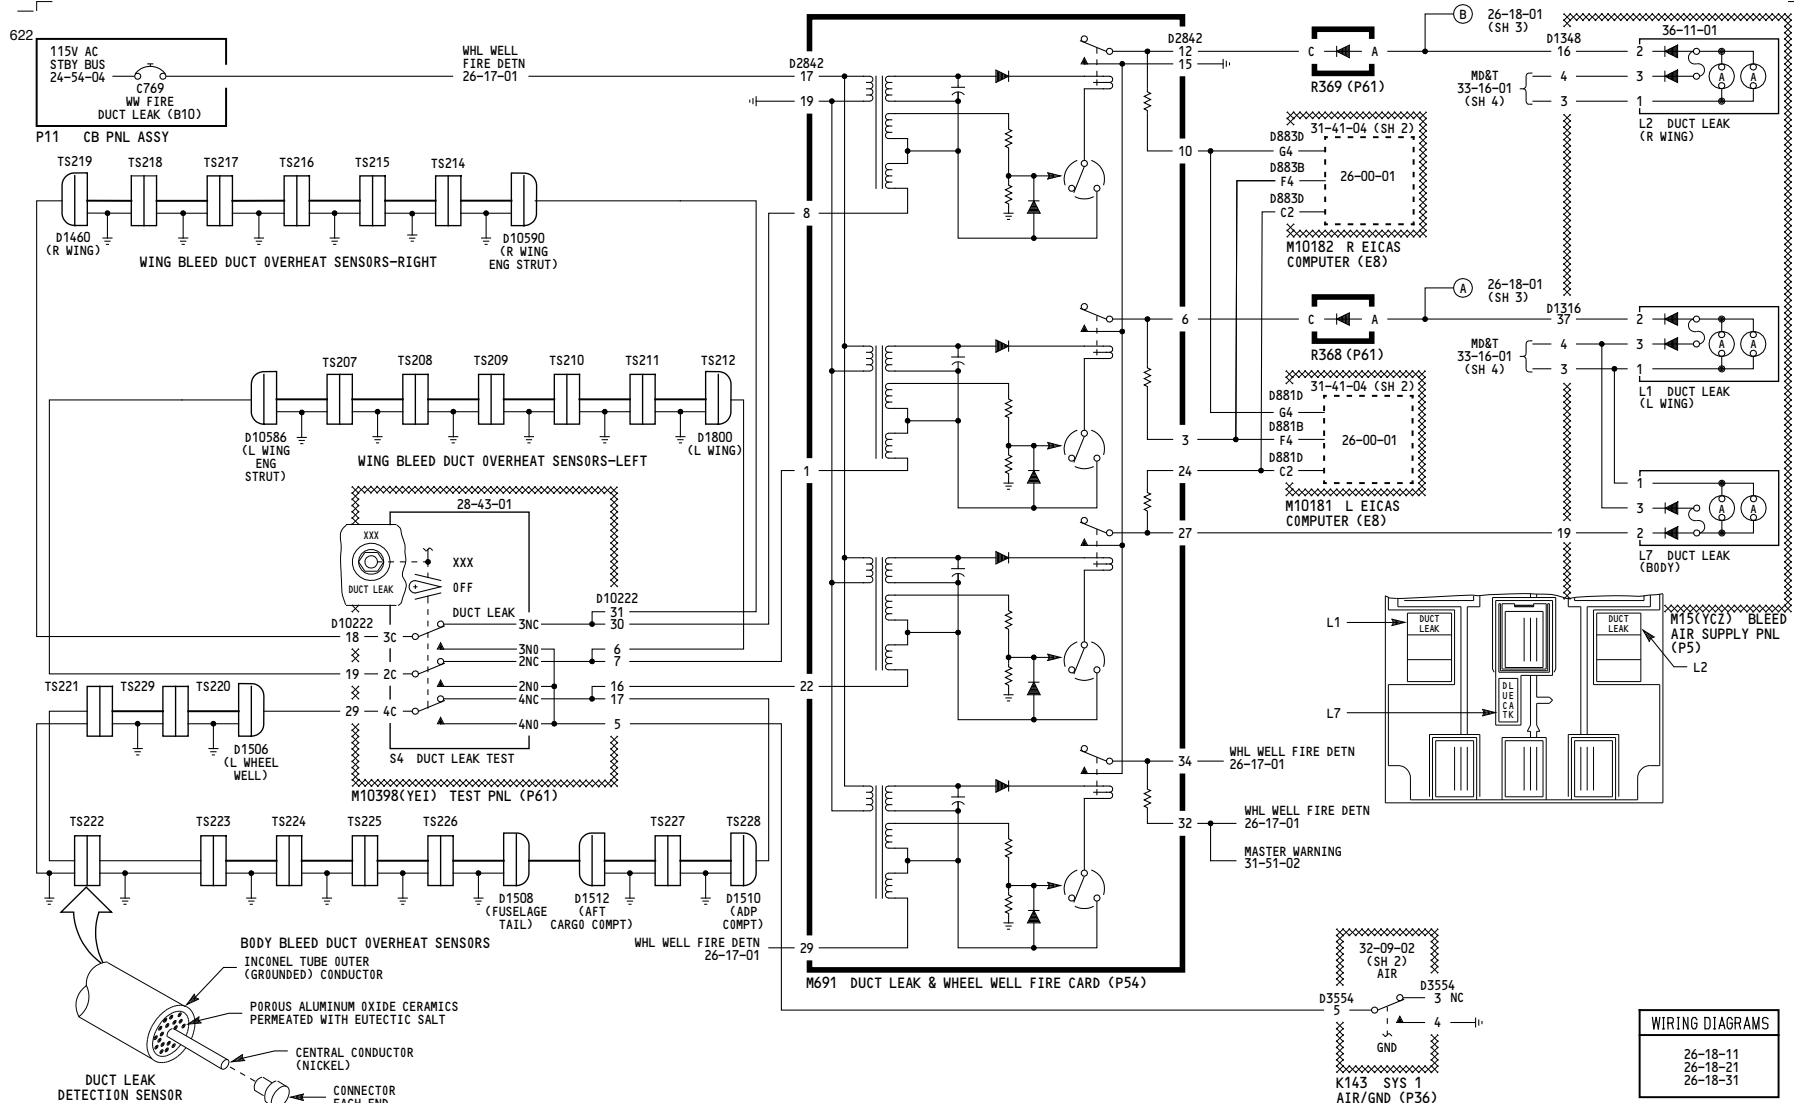 622
115V AC
STBY BUS
24-54-04
C769
WW FIRE
DUCT LEAK (B10)
P11 CB PNL ASSY
WHL WELL
FIRE DETN
26-17-01
D2842
17
19
8
1
22
29
TS219
TS218
TS217
TS216
TS215
TS214
D1460
(R WING)
D10590
(R WING
ENG STRUT)
WING BLEED DUCT OVERHEAT SENSORS-RIGHT
TS207
TS208
TS209
TS210
TS211
TS212
D10586
(L WING
ENG
STRUT)
D1800
(L WING)
WING BLEED DUCT OVERHEAT SENSORS-LEFT
28-43-01
XXX
DUCT LEAK
XXX
OFF
DUCT LEAK
D10222
18 3C
19 2C
29 4C
3NC
3NO
2NC
2NO
4NC
4NO
D10222
31
30
6
7
16
17
5
S4 DUCT LEAK TEST
M10398(YEI) TEST PNL (P61)
TS221
TS229
TS220
D1506
(L WHEEL
WELL)
TS222
TS223
TS224
TS225
TS226
TS227
TS228
D1508
(FUSELAGE
TAIL)
D1512
(AFT
CARGO COMPT)
D1510
(ADP
COMPT)
BODY BLEED DUCT OVERHEAT SENSORS
WHL WELL FIRE DETN
26-17-01
INCONEL TUBE OUTER
(GROUNDED) CONDUCTOR
POROUS ALUMINUM OXIDE CERAMICS
PERMEATED WITH EUTECTIC SALT
CENTRAL CONDUCTOR
(NICKEL)
CONNECTOR
EACH END
DUCT LEAK
DETECTION SENSOR
M691 DUCT LEAK & WHEEL WELL FIRE CARD (P54)
D2842
12
15
10
6
3
24
27
34
32
C A
R369 (P61)
B
26-18-01
(SH 3)
31-41-04 (SH 2)
D883D
G4
D883B
F4
D883D
C2
26-00-01
M10182 R EICAS
COMPUTER (E8)
A
26-18-01
(SH 3)
C A
R368 (P61)
31-41-04 (SH 2)
D881D
G4
D881B
F4
D881D
C2
26-00-01
M10181 L EICAS
COMPUTER (E8)
WHL WELL FIRE DETN
26-17-01
WHL WELL FIRE DETN
26-17-01
MASTER WARNING
31-51-02
D1348
16
4
3
MD&T
33-16-01
(SH 4)
36-11-01
2
3
1
A A
L2 DUCT LEAK
(R WING)
D1316
37
4
3
MD&T
33-16-01
(SH 4)
2
3
1
A A
L1 DUCT LEAK
(L WING)
19
1
3
2
A A
L7 DUCT LEAK
(BODY)
M15(YCZ) BLEED
AIR SUPPLY PNL
(P5)
L1
DUCT
LEAK
DUCT
LEAK
L2
L7
DL
UE
CA
TK
32-09-02
(SH 2)
AIR
D3554
5
D3554
3 NC
4
GND
K143 SYS 1
AIR/GND (P36)
WIRING DIAGRAMS
26-18-11
26-18-21
26-18-31